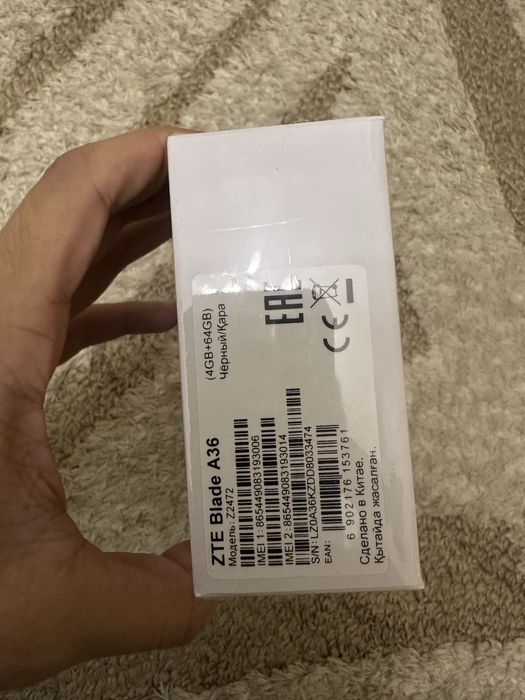 ZTE Blade A36
(4GB+64GB)
Модель: Z2472
Чёрный/Қара
IMEI 1: 865449083193006
IMEI 2: 865449083193014
S/N: LZ0A36KZDD8033474
EAN:
6 902176 153761
Сделано в Китае.
Қытайда жасалған.
EAC
CE